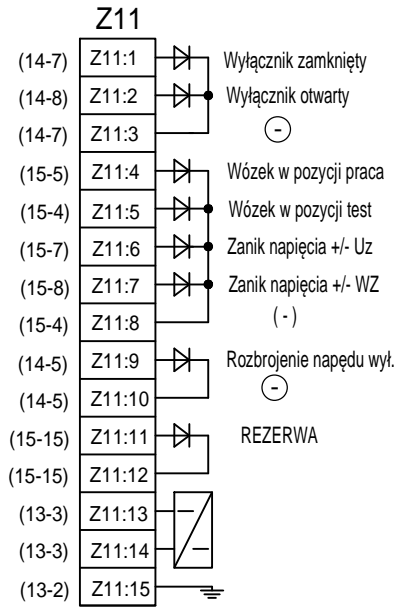 Z11
(14-7) Z11:1 Wyłącznik zamknięty
(14-8) Z11:2 Wyłącznik otwarty
(14-7) Z11:3 -
(15-5) Z11:4 Wózek w pozycji praca
(15-4) Z11:5 Wózek w pozycji test
(15-7) Z11:6 Zanik napięcia +/- Uz
(15-8) Z11:7 Zanik napięcia +/- WZ
(15-4) Z11:8 ( - )
(14-5) Z11:9 Rozbrojenie napędu wył.
(14-5) Z11:10 -
(15-15) Z11:11 REZERWA
(15-15) Z11:12
(13-3) Z11:13
(13-3) Z11:14
(13-2) Z11:15